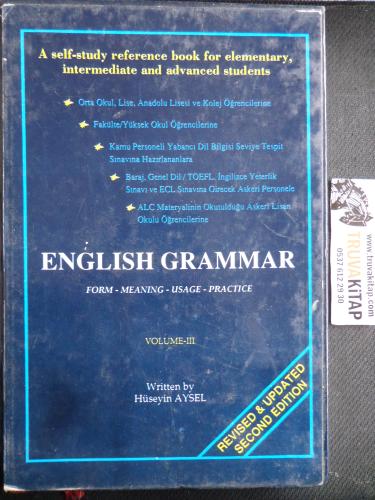 A self-study reference book for elementary,
intermediate and advanced students
Orta Okul, Lise, Anadolu Lisesi ve Kolej Öğrencilerine
Fakülte/Yüksek Okul Öğrencilerine
Kamu Personeli Yabancı Dil Bilgisi Seviye Tespit
Sınavına Hazırlananlara
Baraj, Genel Dil / TOEFL, İngilizce Yeterlik
Sınavı ve ECL Sınavına Girecek Askeri Personele
ALC Materyalinin Okutulduğu Askeri Lisan
Okulu Öğrencilerine
ENGLISH GRAMMAR
FORM - MEANING - USAGE - PRACTICE
VOLUME-III
Written by
Hüseyin AYSEL
REVISED & UPDATED
SECOND EDITION
www.truvakitap.com
TRUVAKİTAP
0537 612 29 30